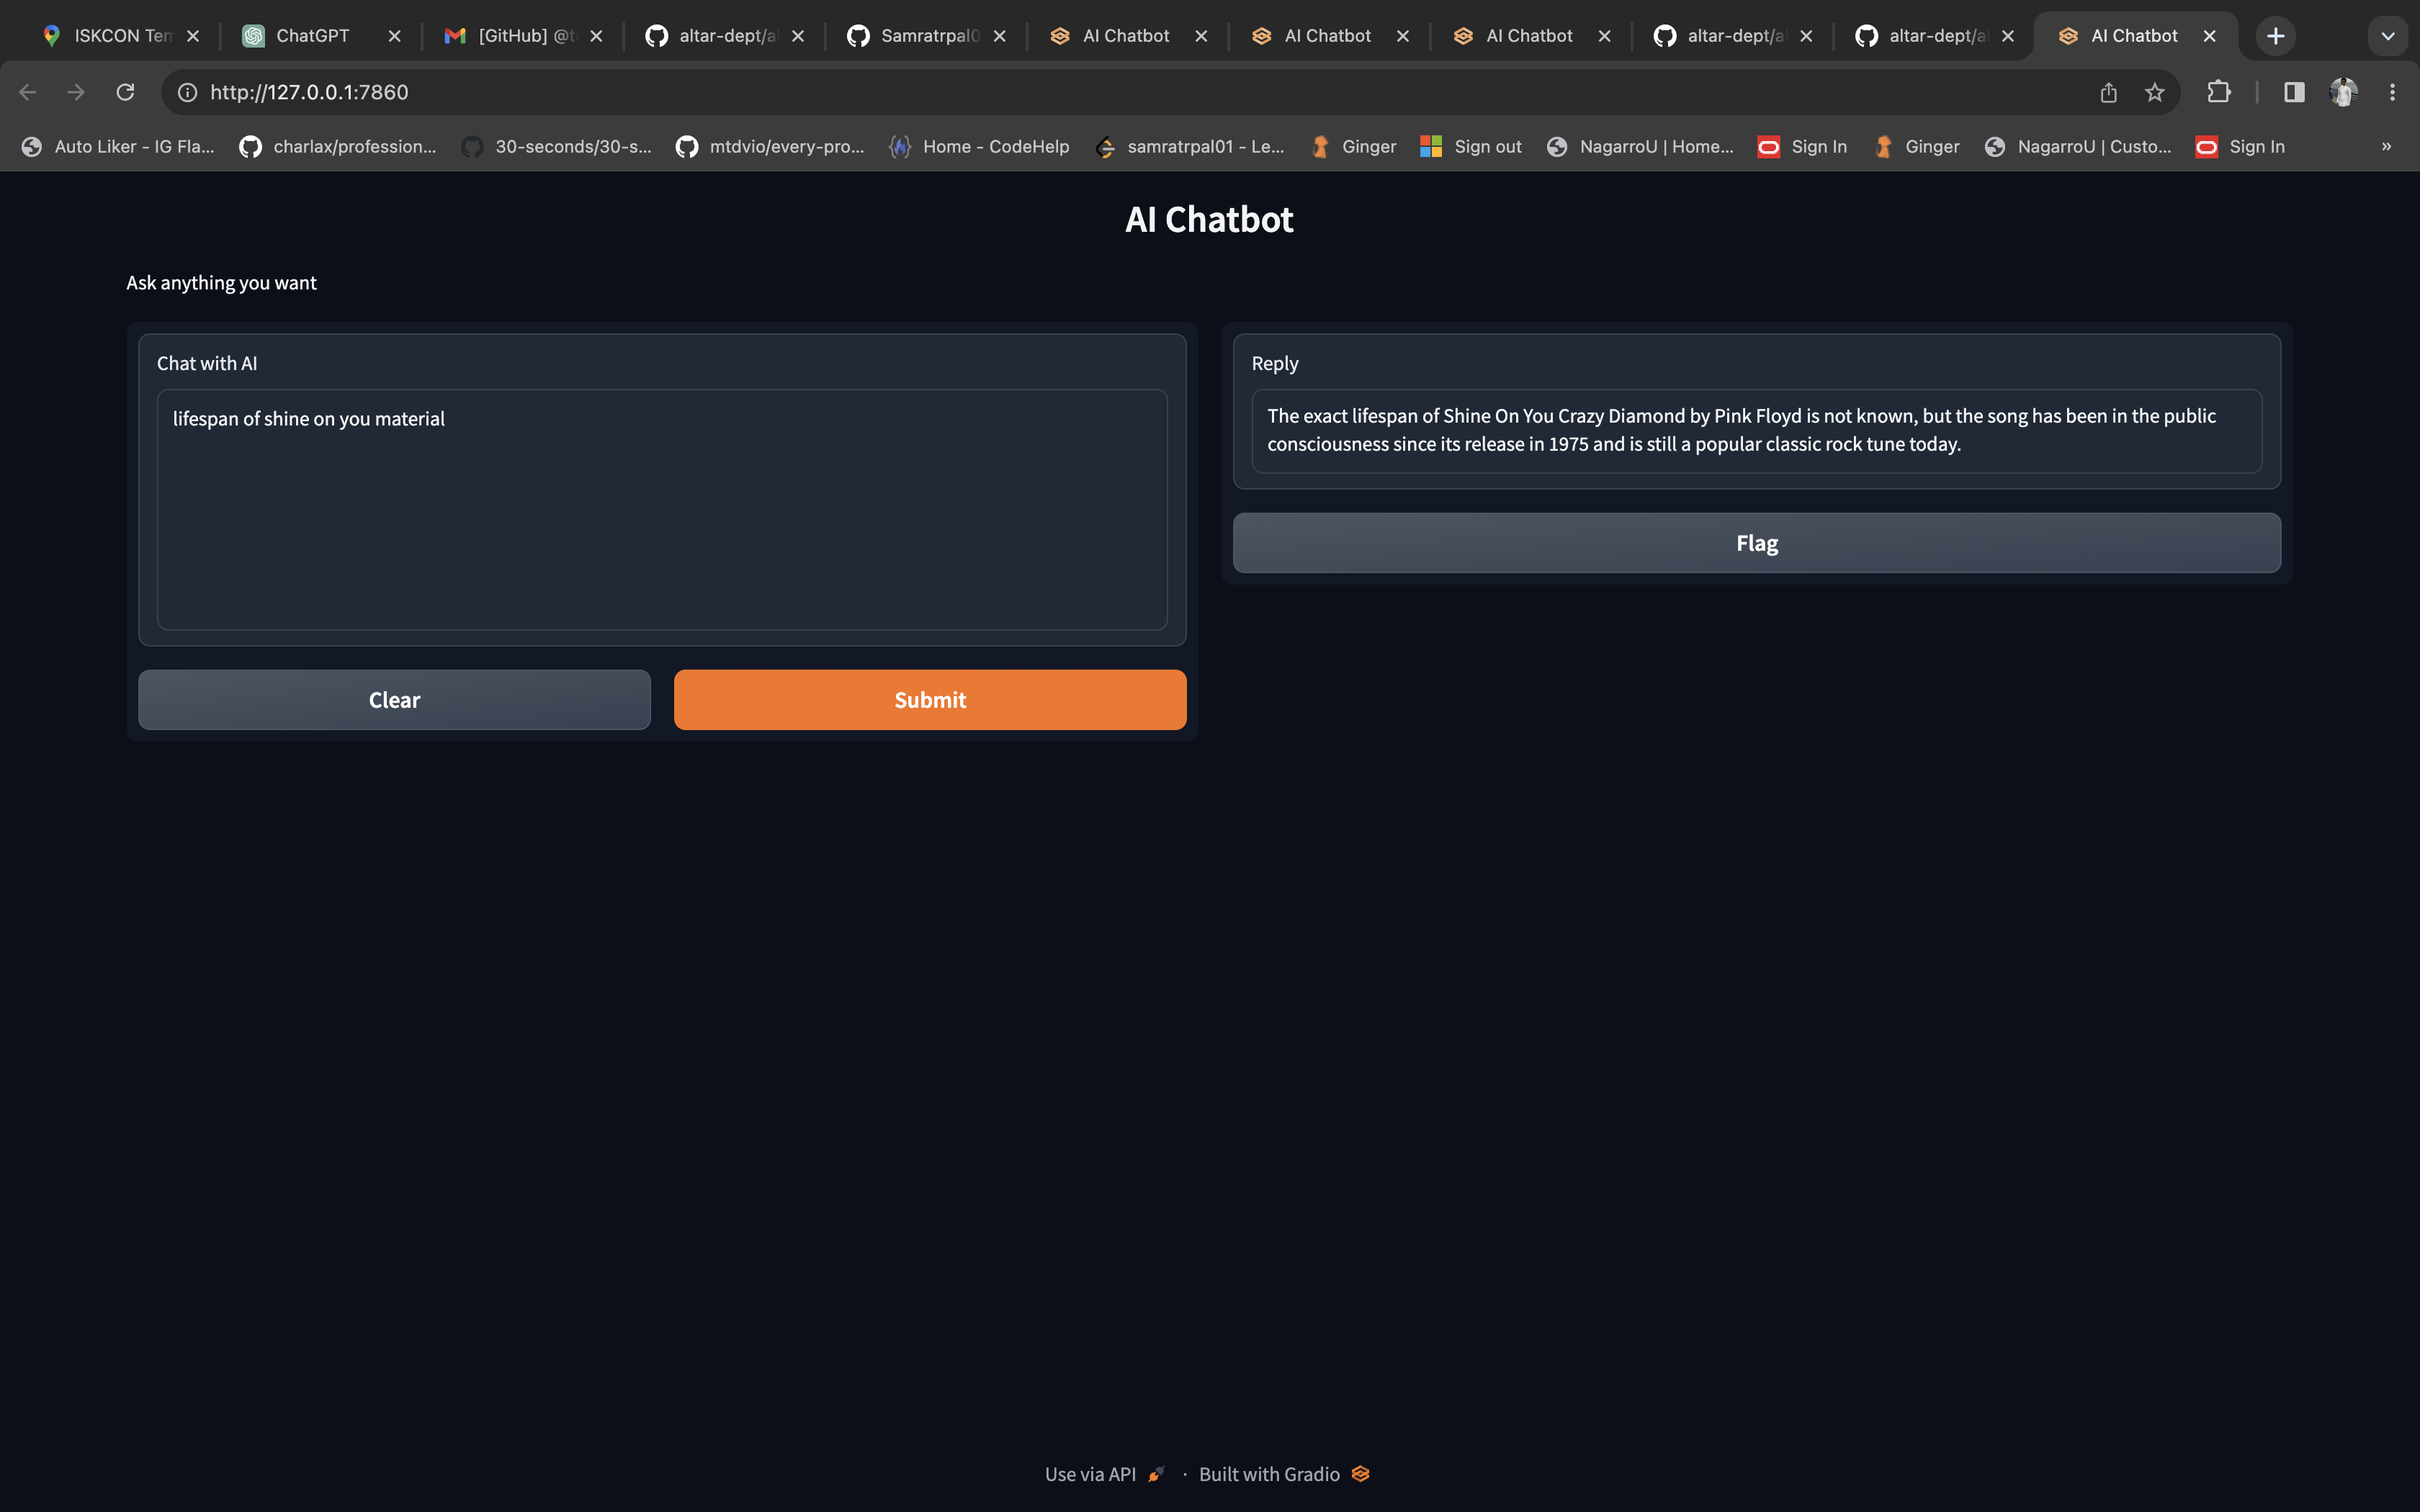 ISKCON Tem
ChatGPT
[GitHub] @t
altar-dept/al
Samratrpal0
AI Chatbot
AI Chatbot
AI Chatbot
altar-dept/al
altar-dept/al
AI Chatbot
http://127.0.0.1:7860
Auto Liker - IG Fla...
charlax/profession...
30-seconds/30-s...
mtdvio/every-pro...
Home - CodeHelp
samratrpal01 - Le...
Ginger
Sign out
NagarroU | Home...
Sign In
Ginger
NagarroU | Custo...
Sign In
»
AI Chatbot
Ask anything you want
Chat with AI
lifespan of shine on you material
Clear
Submit
Reply
The exact lifespan of Shine On You Crazy Diamond by Pink Floyd is not known, but the song has been in the public
consciousness since its release in 1975 and is still a popular classic rock tune today.
Flag
Use via API · Built with Gradio